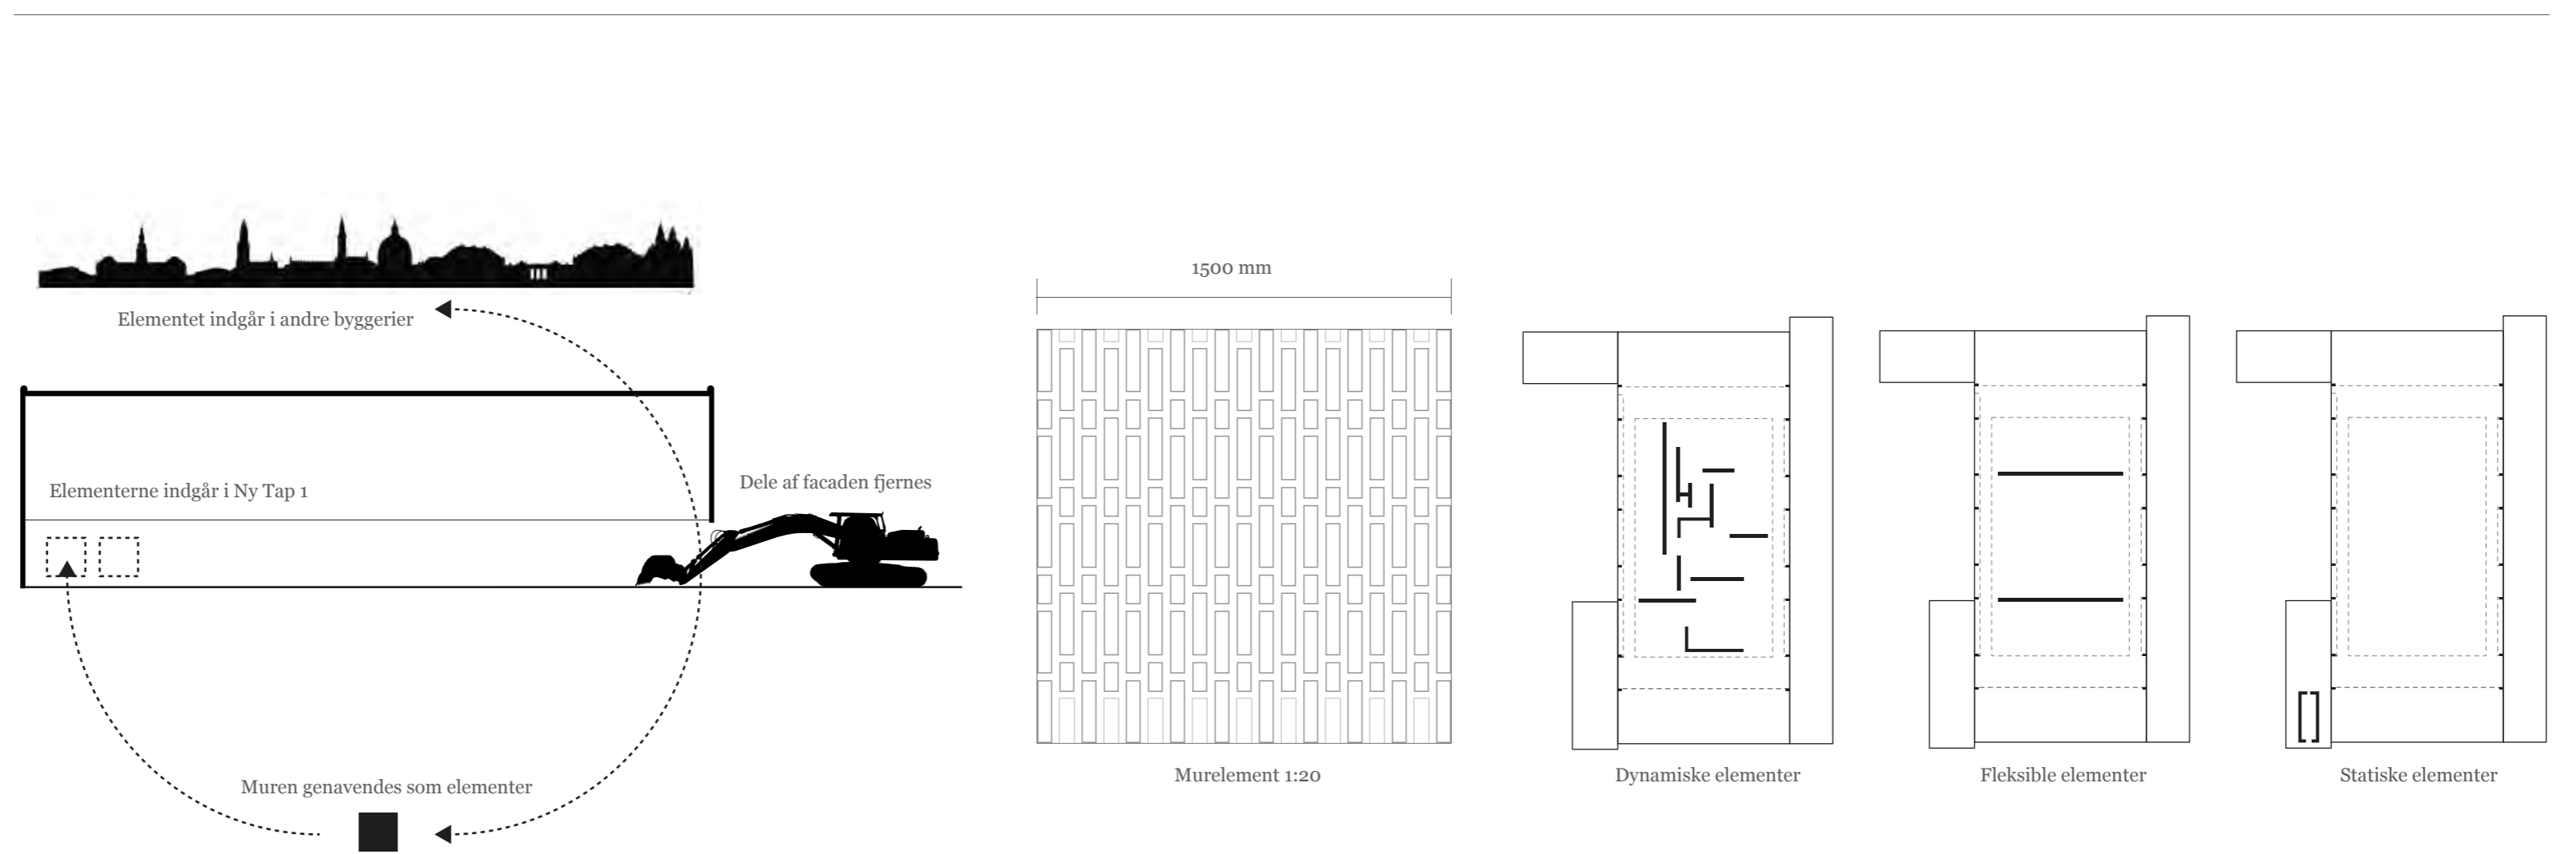 1500 mm
Elementet indgår i andre byggerier
Dele af facaden fjernes
Elementerne indgår i Ny Tap 1
Muren genavendes som elementer
Murelement 1:20
Dynamiske elementer
Fleksible elementer
Statiske elementer